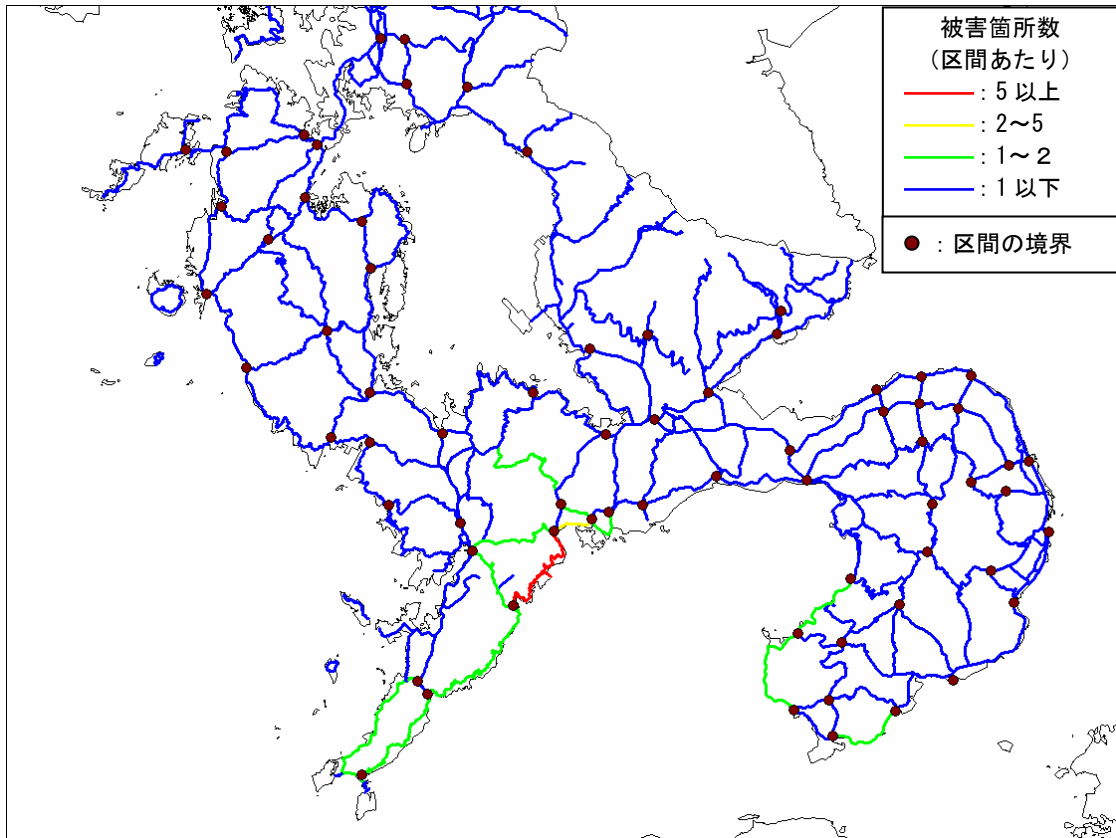 被害箇所数
(区間あたり)
: 5 以上
: 2～5
: 1～2
: 1 以下
: 区間の境界